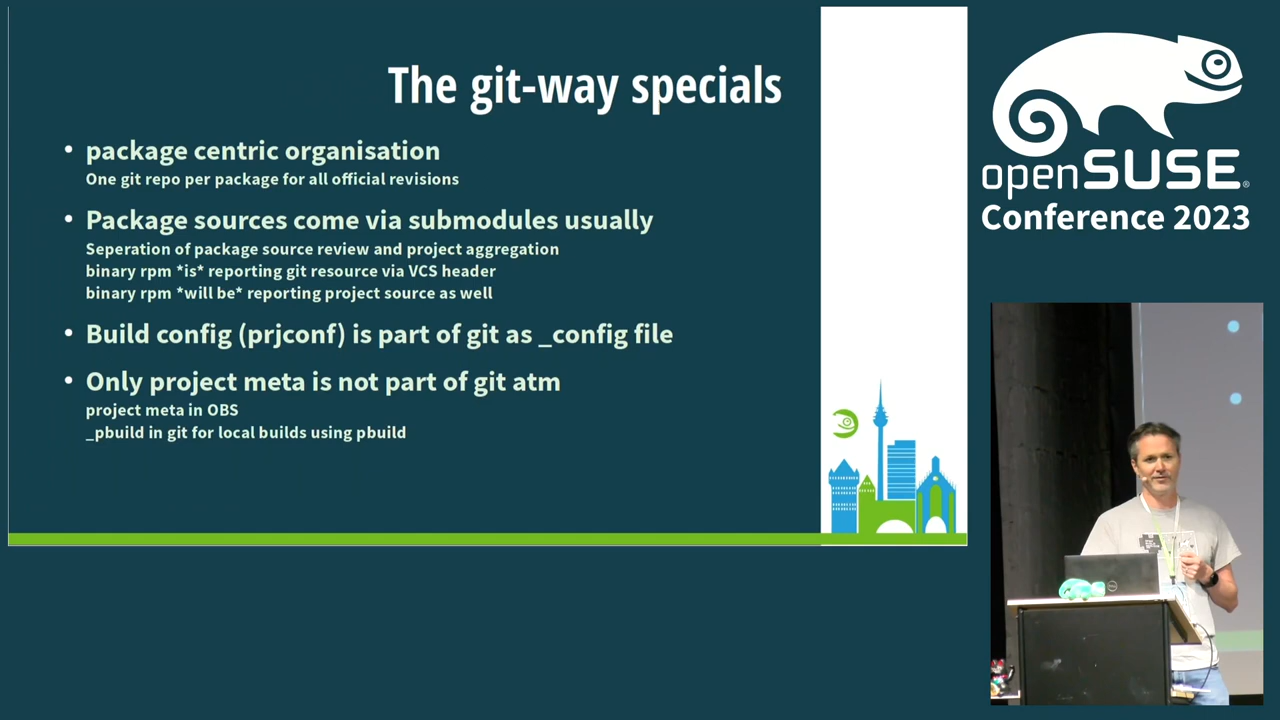 The git-way specials
• package centric organisation
One git repo per package for all official revisions
• Package sources come via submodules usually
Seperation of package source review and project aggregation
binary rpm *is* reporting git resource via VCS header
binary rpm *will be* reporting project source as well
• Build config (prjconf) is part of git as _config file
• Only project meta is not part of git atm
project meta in OBS
_pbuild in git for local builds using pbuild
openSUSE®
Conference 2023